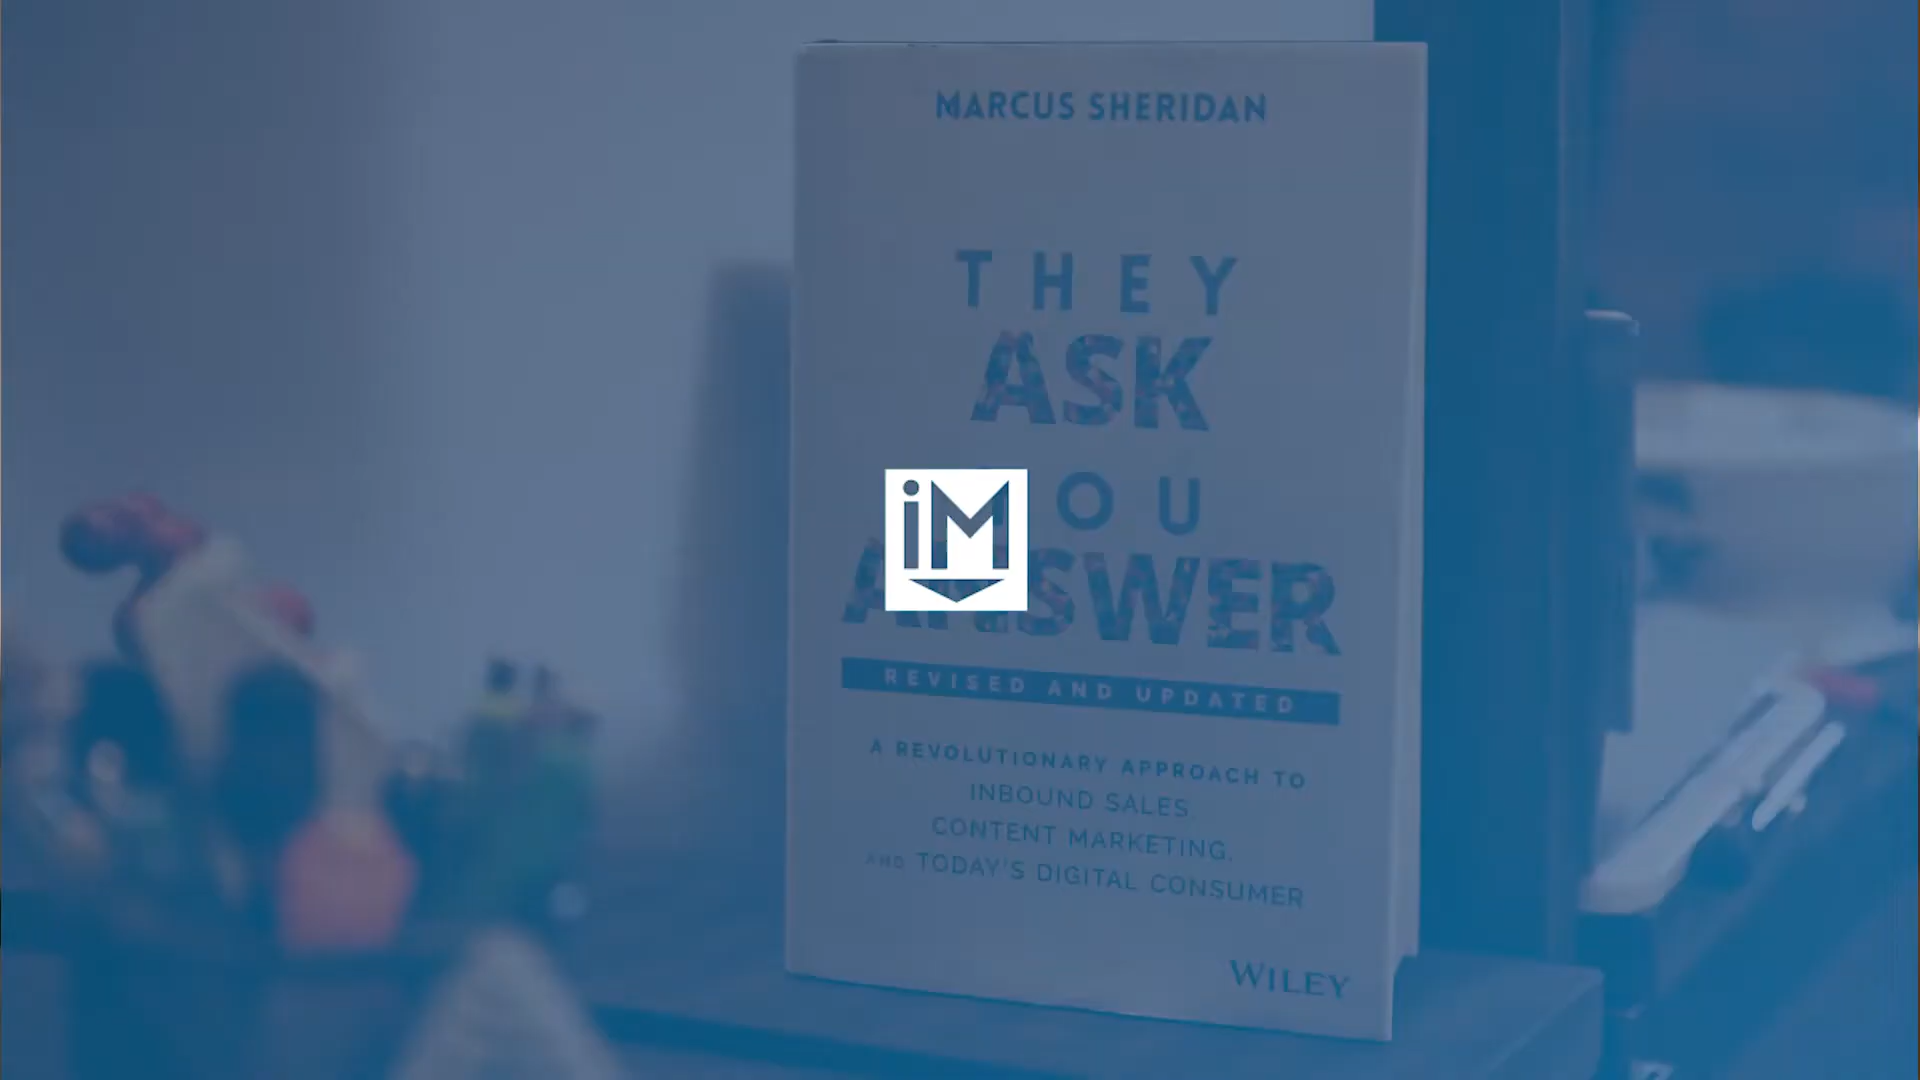 MARCUS SHERIDAN
THEY
ASK
OU
ANSWER
REVISED AND UPDATED
A REVOLUTIONARY APPROACH TO
INBOUND SALES,
CONTENT MARKETING,
AND TODAY'S DIGITAL CONSUMER
WILEY
iM